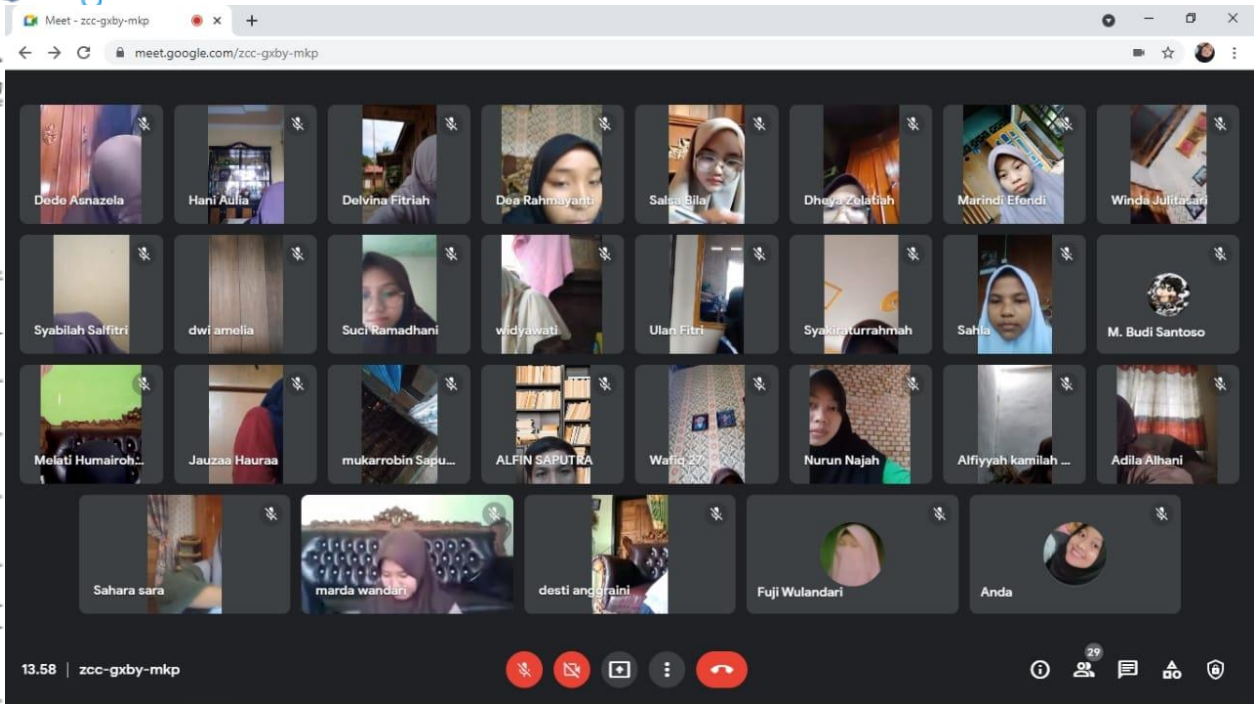 Meet - zcc-gxby-mkp
meet.google.com/zcc-gxby-mkp
Dede Asnazela
Hani Aulia
Delvina Fitriah
Dea Rahmayanti
Salsa Bila
Dheya Zelatiah
Marindi Efendi
Winda Julitasari
Syabilah Salfitri
dwi amelia
Suci Ramadhani
widyawati
Ulan Fitri
Syakiraturrahmah
Sahla
M. Budi Santoso
Melati Humairoh...
Jauzaa Hauraa
mukarrobin Sapu...
ALFIN SAPUTRA
Wafiq 27
Nurun Najah
Alfiyyah kamilah ...
Adila Alhani
Sahara sara
marda wandari
desti anggraini
Fuji Wulandari
Anda
13.58 | zcc-gxby-mkp
29